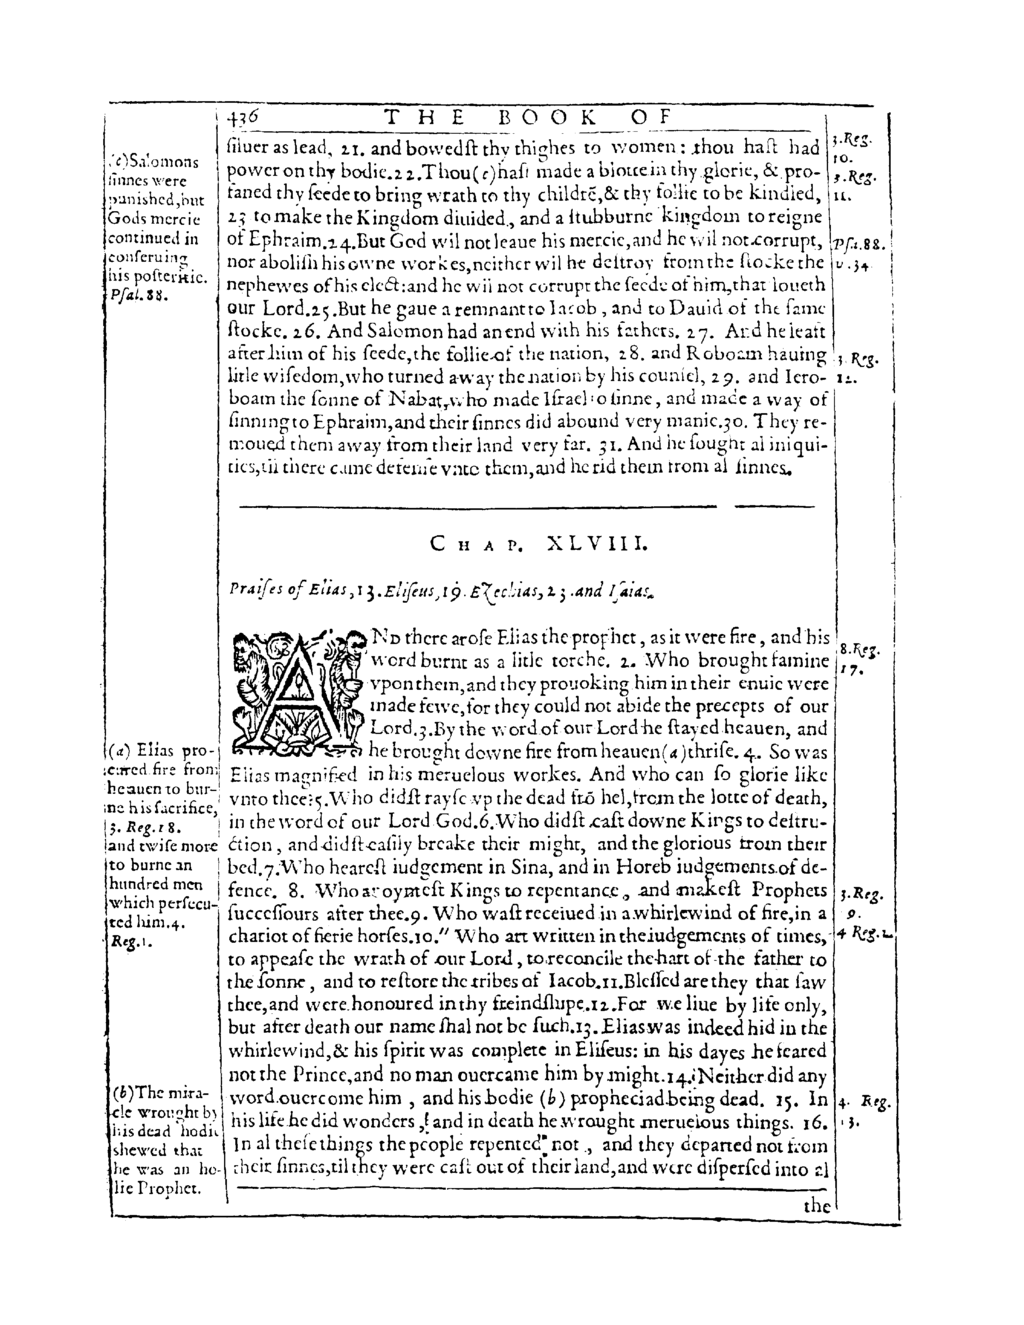 436 THE BOOK OF
siluer as lead, 21. and bowedst thy thighes to women: thou hast had
power on thy bodie. 22. Thou (c) hast made a blotte in thy glorie, & pro-
faned thy seede to bring wrath to thy childrē, & thy follie to be kindled,
23 to make the Kingdom diuided, and a stubburne kingdom to reigne
of Ephraim. 24. But God wil not leaue his mercie, and he wil not corrupt,
nor abolish his owne workes, neither wil he destroy from the stocke the
nephewes of his elect: and he wil not corrupt the seede of him, that loueth
our Lord. 25. But he gaue a remnant to Iacob, and to Dauid of the same
stocke. 26. And Salomon had an end with his fathers. 27. And he leaft
after him of his seede, the follie of the nation, 28. and Roboam hauing
litle wisedom, who turned away the nation by his counsel, 29. and Iero-
boam the sonne of Nabat, who made Israel to sinne, and made a way of
sinning to Ephraim, and their sinnes did abound very manie. 30. They re-
moued them away from their land very far. 31. And he sought al iniqui-
ties, til there came defense vnto them, and he rid them from al sinnes.
(c) Salomons
sinnes were
punished, but
Gods mercie
continued in
conseruing
his posteritie.
Psal. 88.
3. Reg.
10.
3. Reg.
11.
Psa. 88.
v. 34
3 Reg.
12.
CHAP. XLVIII.
Praises of Elias, 13. Eliseus, 19. Ezechias, 23. and Isaias.
AND there arose Elias the prophet, as it were fire, and his
word burnt as a litle torche. 2. Who brought famine
vpon them, and they prouoking him in their enuie were
made fewe, for they could not abide the precepts of our
Lord. 3. By the word of our Lord he stayed heauen, and
he brought downe fire from heauen (a) thrise. 4. So was
Elias magnified in his meruelous workes. And who can so glorie like
vnto thee? 5. Who didst rayse vp the dead frō hel, from the lotte of death,
in the word of our Lord God. 6. Who didst cast downe Kings to destru-
ction, and didst easily breake their might, and the glorious from their
bed. 7. Who hearest iudgement in Sina, and in Horeb iudgements of de-
fence. 8. Who anoyntest Kings to repentance, and makest Prophets
successours after thee. 9. Who wast receiued in a whirlewind of fire, in a
chariot of fierie horses. 10. " Who art written in the iudgements of times,
to appease the wrath of our Lord, to reconcile the hart of the father to
the sonne, and to restore the tribes of Iacob. 11. Blessed are they that saw
thee, and were honoured in thy freindshipe. 12. For we liue by life only,
but after death our name shal not be such. 13. Elias was indeed hid in the
whirlewind, & his spirit was complete in Eliseus: in his dayes he feared
not the Prince, and no man ouercame him by might. 14. Neither did any
word ouercome him, and his bodie (b) prophecied being dead. 15. In
his life he did wonders, and in death he wrought meruelous things. 16.
In al these things the people repented not, and they departed not from
their sinnes, til they were cast out of their land, and were dispersed into al
the
(a) Elias pro-
cured fire from
heauen to bur-
ne his sacrifice,
3. Reg. 18.
and twise more
to burne an
hundred men
which persecu-
ted him. 4.
Reg. 1.
(b) The mira-
cle wrought by
his dead bodie
shewed that
he was an ho-
lie Prophet.
8. Reg.
17.
3. Reg.
9.
4 Reg. 2.
4. Reg.
13.